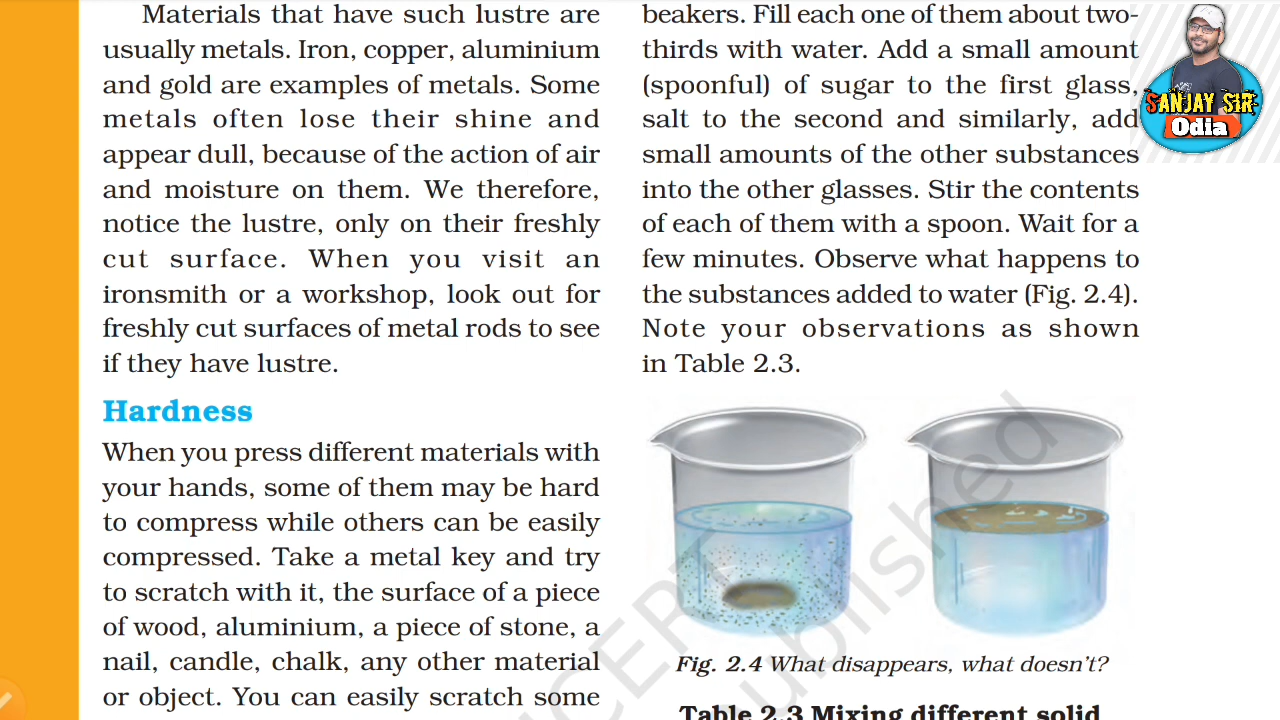 Materials that have such lustre are
usually metals. Iron, copper, aluminium
and gold are examples of metals. Some
metals often lose their shine and
appear dull, because of the action of air
and moisture on them. We therefore,
notice the lustre, only on their freshly
cut surface. When you visit an
ironsmith or a workshop, look out for
freshly cut surfaces of metal rods to see
if they have lustre.
Hardness
When you press different materials with
your hands, some of them may be hard
to compress while others can be easily
compressed. Take a metal key and try
to scratch with it, the surface of a piece
of wood, aluminium, a piece of stone, a
nail, candle, chalk, any other material
or object. You can easily scratch some
beakers. Fill each one of them about two-
thirds with water. Add a small amount
(spoonful) of sugar to the first glass,
salt to the second and similarly, add
small amounts of the other substances
into the other glasses. Stir the contents
of each of them with a spoon. Wait for a
few minutes. Observe what happens to
the substances added to water (Fig. 2.4).
Note your observations as shown
in Table 2.3.
Fig. 2.4 What disappears, what doesn't?
Table 2.3 Mixing different solid
SANJAY SIR
Odia